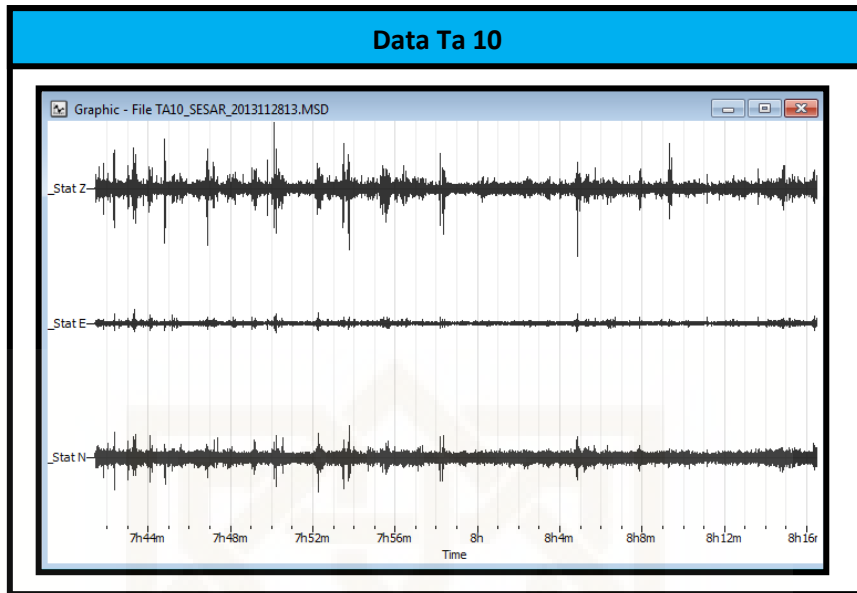 Data Ta 10
Graphic - File TA10_SESAR_2013112813.MSD
_Stat Z
_Stat E
_Stat N
7h44m 7h48m 7h52m 7h56m 8h 8h4m 8h8m 8h12m 8h16m
Time